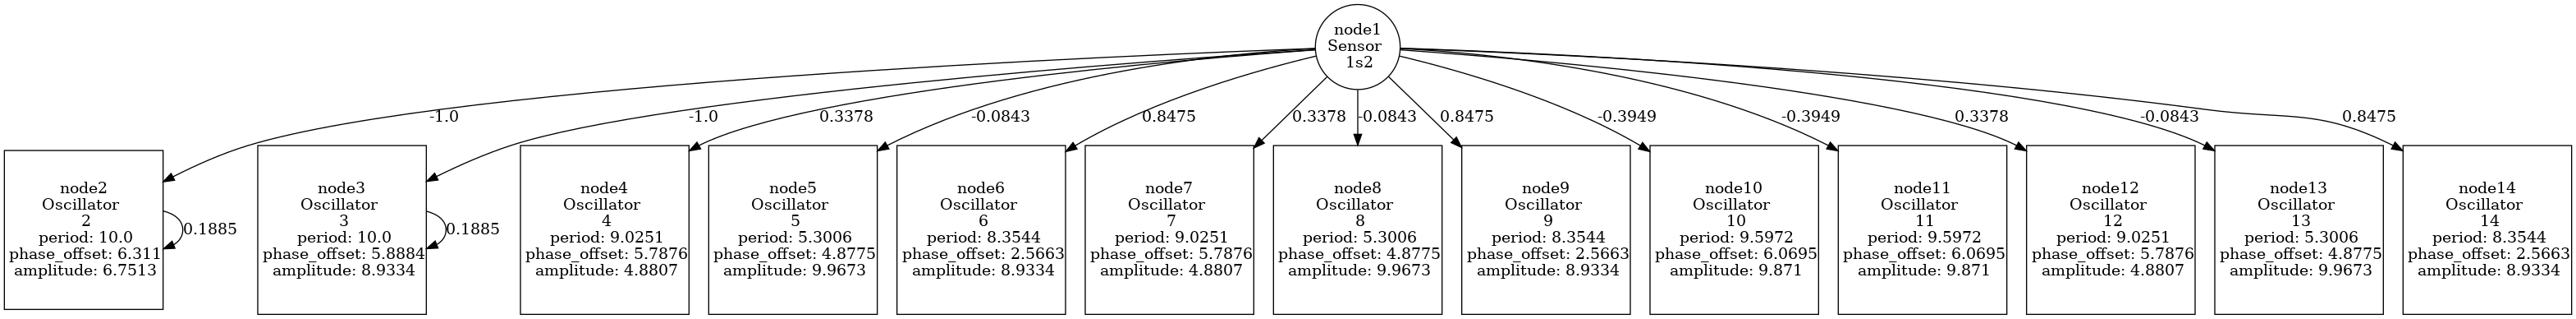 node1
Sensor
1s2
-1.0
-1.0
0.3378
-0.0843
0.8475
0.3378
-0.0843
0.8475
-0.3949
-0.3949
0.3378
-0.0843
0.8475
node2
Oscillator
2
period: 10.0
phase_offset: 6.311
amplitude: 6.7513
0.1885
node3
Oscillator
3
period: 10.0
phase_offset: 5.8884
amplitude: 8.9334
0.1885
node4
Oscillator
4
period: 9.0251
phase_offset: 5.7876
amplitude: 4.8807
node5
Oscillator
5
period: 5.3006
phase_offset: 4.8775
amplitude: 9.9673
node6
Oscillator
6
period: 8.3544
phase_offset: 2.5663
amplitude: 8.9334
node7
Oscillator
7
period: 9.0251
phase_offset: 5.7876
amplitude: 4.8807
node8
Oscillator
8
period: 5.3006
phase_offset: 4.8775
amplitude: 9.9673
node9
Oscillator
9
period: 8.3544
phase_offset: 2.5663
amplitude: 8.9334
node10
Oscillator
10
period: 9.5972
phase_offset: 6.0695
amplitude: 9.871
node11
Oscillator
11
period: 9.5972
phase_offset: 6.0695
amplitude: 9.871
node12
Oscillator
12
period: 9.0251
phase_offset: 5.7876
amplitude: 4.8807
node13
Oscillator
13
period: 5.3006
phase_offset: 4.8775
amplitude: 9.9673
node14
Oscillator
14
period: 8.3544
phase_offset: 2.5663
amplitude: 8.9334